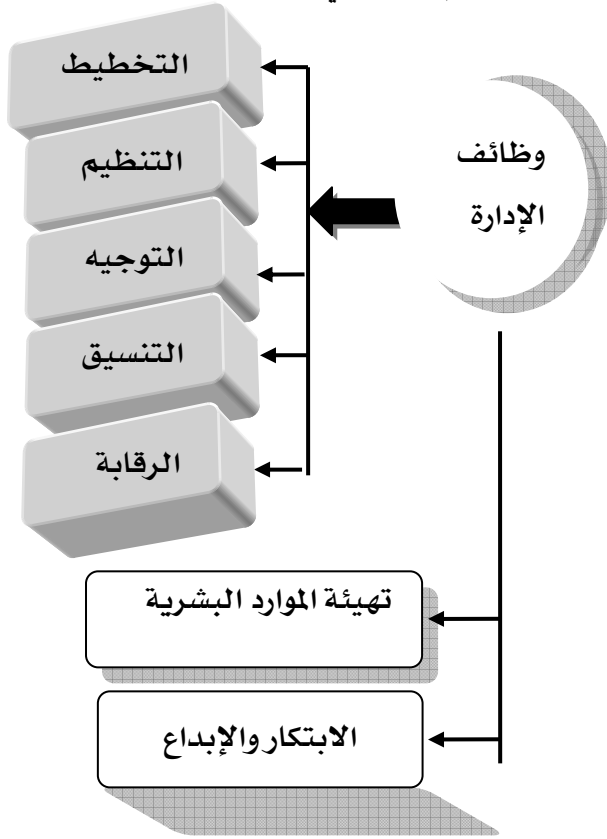 وظائف
الإدارة
التخطيط
التنظيم
التوجيه
التنسيق
الرقابة
تهيئة الموارد البشرية
الابتكار والإبداع